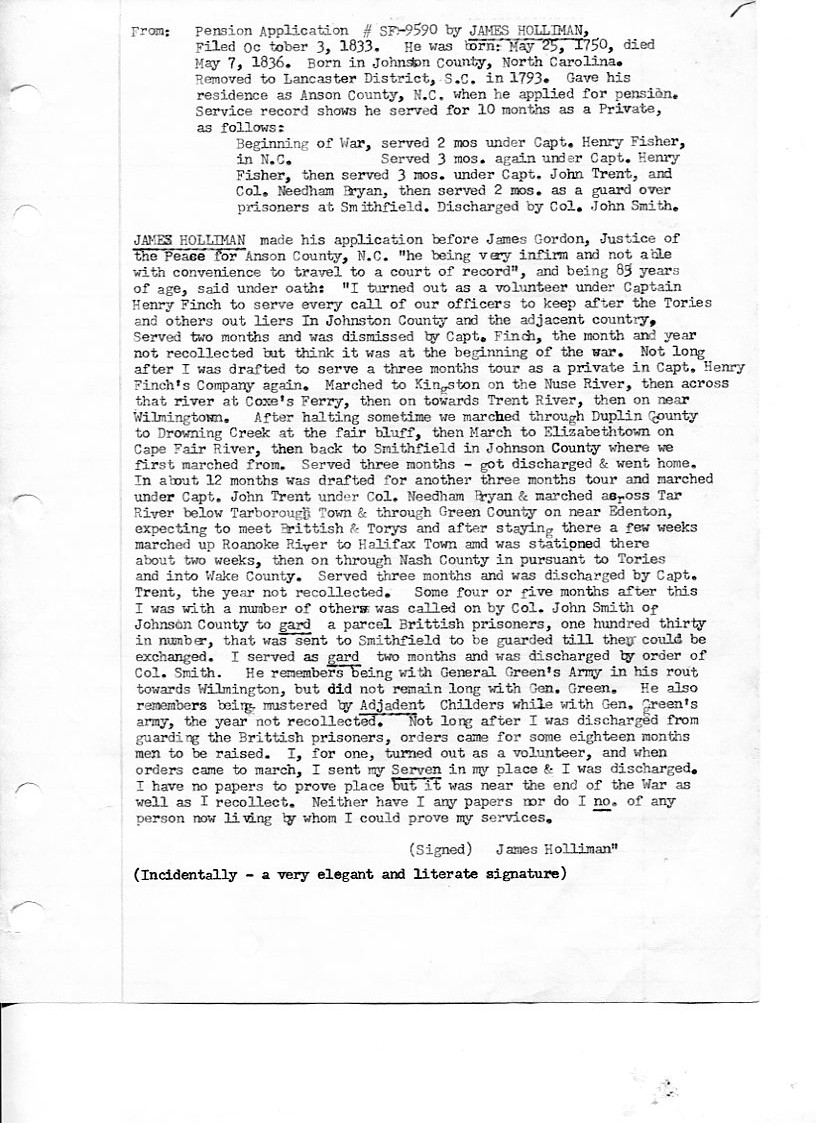 From: Pension Application # SF-9590 by JAMES HOLLIMAN,
Filed Oc tober 3, 1833. He was born: May 25, 1750, died
May 7, 1836. Born in Johnston County, North Carolina.
Removed to Lancaster District, S.C. in 1793. Gave his
residence as Anson County, N.C. when he applied for pension.
Service record shows he served for 10 months as a Private,
as follows:
Beginning of War, served 2 mos under Capt. Henry Fisher,
in N.C. Served 3 mos. again under Capt. Henry
Fisher, then served 3 mos. under Capt. John Trent, and
Col. Needham Bryan, then served 2 mos. as a guard over
prisoners at Smithfield. Discharged by Col. John Smith.
JAMES HOLLIMAN made his application before James Gordon, Justice of
the Pease for Anson County, N.C. "he being very infirm and not able
with convenience to travel to a court of record", and being 83 years
of age, said under oath: "I turned out as a volunteer under Captain
Henry Finch to serve every call of our officers to keep after the Tories
and others out liers In Johnston County and the adjacent country,
Served two months and was dismissed by Capt. Finch, the month and year
not recollected but think it was at the beginning of the war. Not long
after I was drafted to serve a three months tour as a private in Capt. Henry
Finch's Company again. Marched to Kingston on the Nuse River, then across
that river at Coxe's Ferry, then on towards Trent River, then on near
Wilmingtown. After halting sometime we marched through Duplin County
to Drowning Creek at the fair bluff, then March to Elizabethtown on
Cape Fair River, then back to Smithfield in Johnson County where we
first marched from. Served three months - got discharged & went home.
In about 12 months was drafted for another three months tour and marched
under Capt. John Trent under Col. Needham Bryan & marched across Tar
River below Tarborough Town & through Green County on near Edenton,
expecting to meet Brittish & Torys and after staying there a few weeks
marched up Roanoke River to Halifax Town amd was stationed there
about two weeks, then on through Nash County in pursuant to Tories
and into Wake County. Served three months and was discharged by Capt.
Trent, the year not recollected. Some four or five months after this
I was with a number of others was called on by Col. John Smith of
Johnson County to gard a parcel Brittish prisoners, one hundred thirty
in number, that was sent to Smithfield to be guarded till they could be
exchanged. I served as gard two months and was discharged by order of
Col. Smith. He remembers being with General Green's Army in his rout
towards Wilmington, but did not remain long with Gen. Green. He also
remembers being mustered by Adjadent Childers while with Gen. Green's
army, the year not recollected. Not long after I was discharged from
guarding the Brittish prisoners, orders came for some eighteen months
men to be raised. I, for one, turned out as a volunteer, and when
orders came to march, I sent my Serven in my place & I was discharged.
I have no papers to prove place but it was near the end of the War as
well as I recollect. Neither have I any papers nor do I no. of any
person now living by whom I could prove my services.
(Signed) James Holliman"
(Incidentally - a very elegant and literate signature)